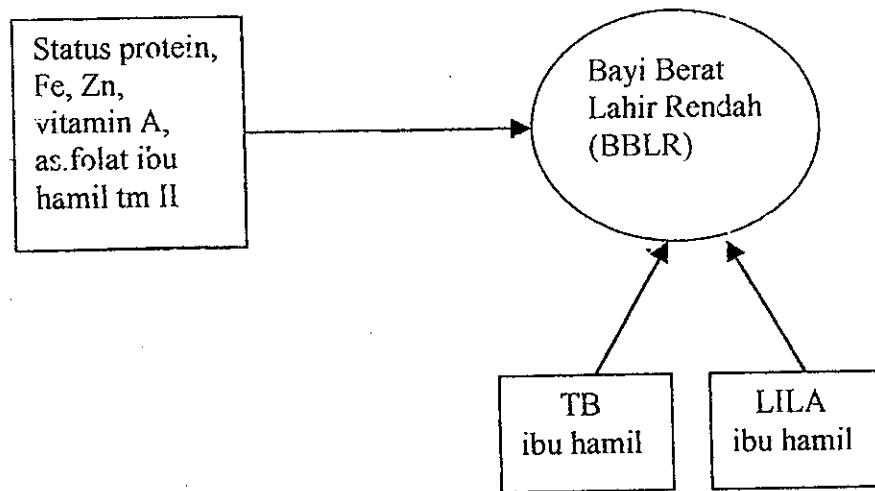 Status protein,
Fe, Zn,
vitamin A,
as.folat ibu
hamil tm II
Bayi Berat
Lahir Rendah
(BBLR)
TB
ibu hamil
LILA
ibu hamil